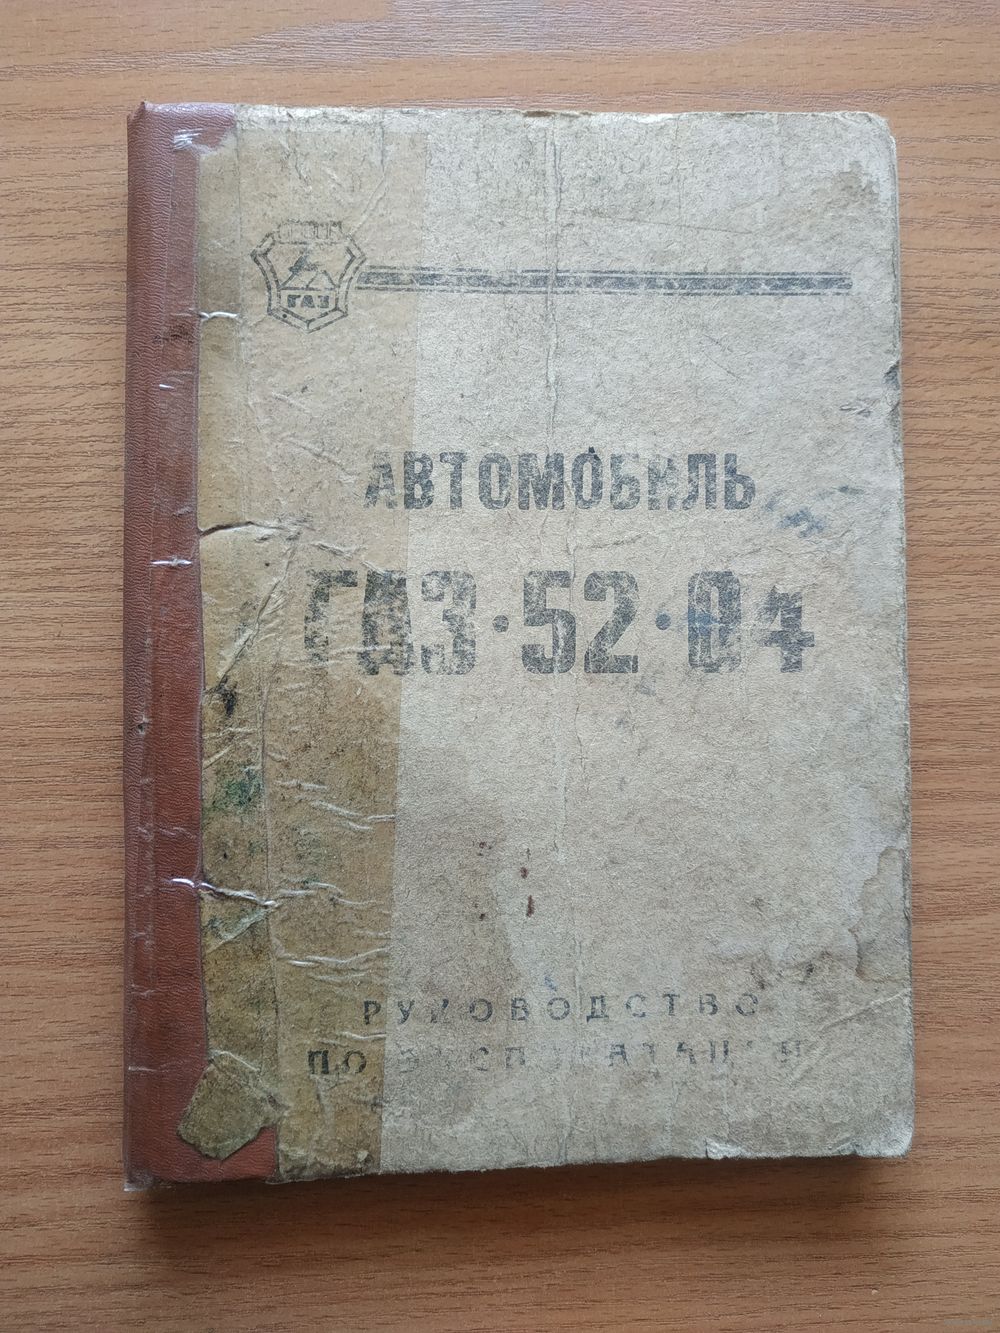 ГАЗ
АВТОМОБИЛЬ
ГАЗ·52·04
РУКОВОДСТВО
ПО ЭКСПЛУАТАЦИИ